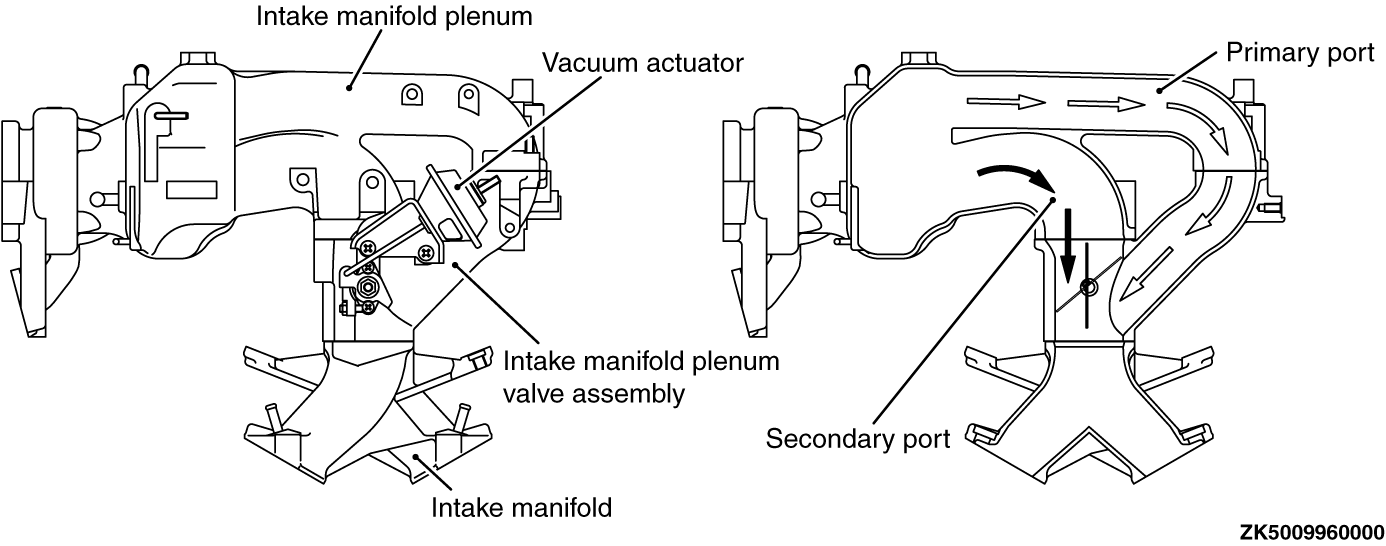 Intake manifold plenum
Vacuum actuator
Primary port
Intake manifold plenum
valve assembly
Secondary port
Intake manifold
ZK5009960000